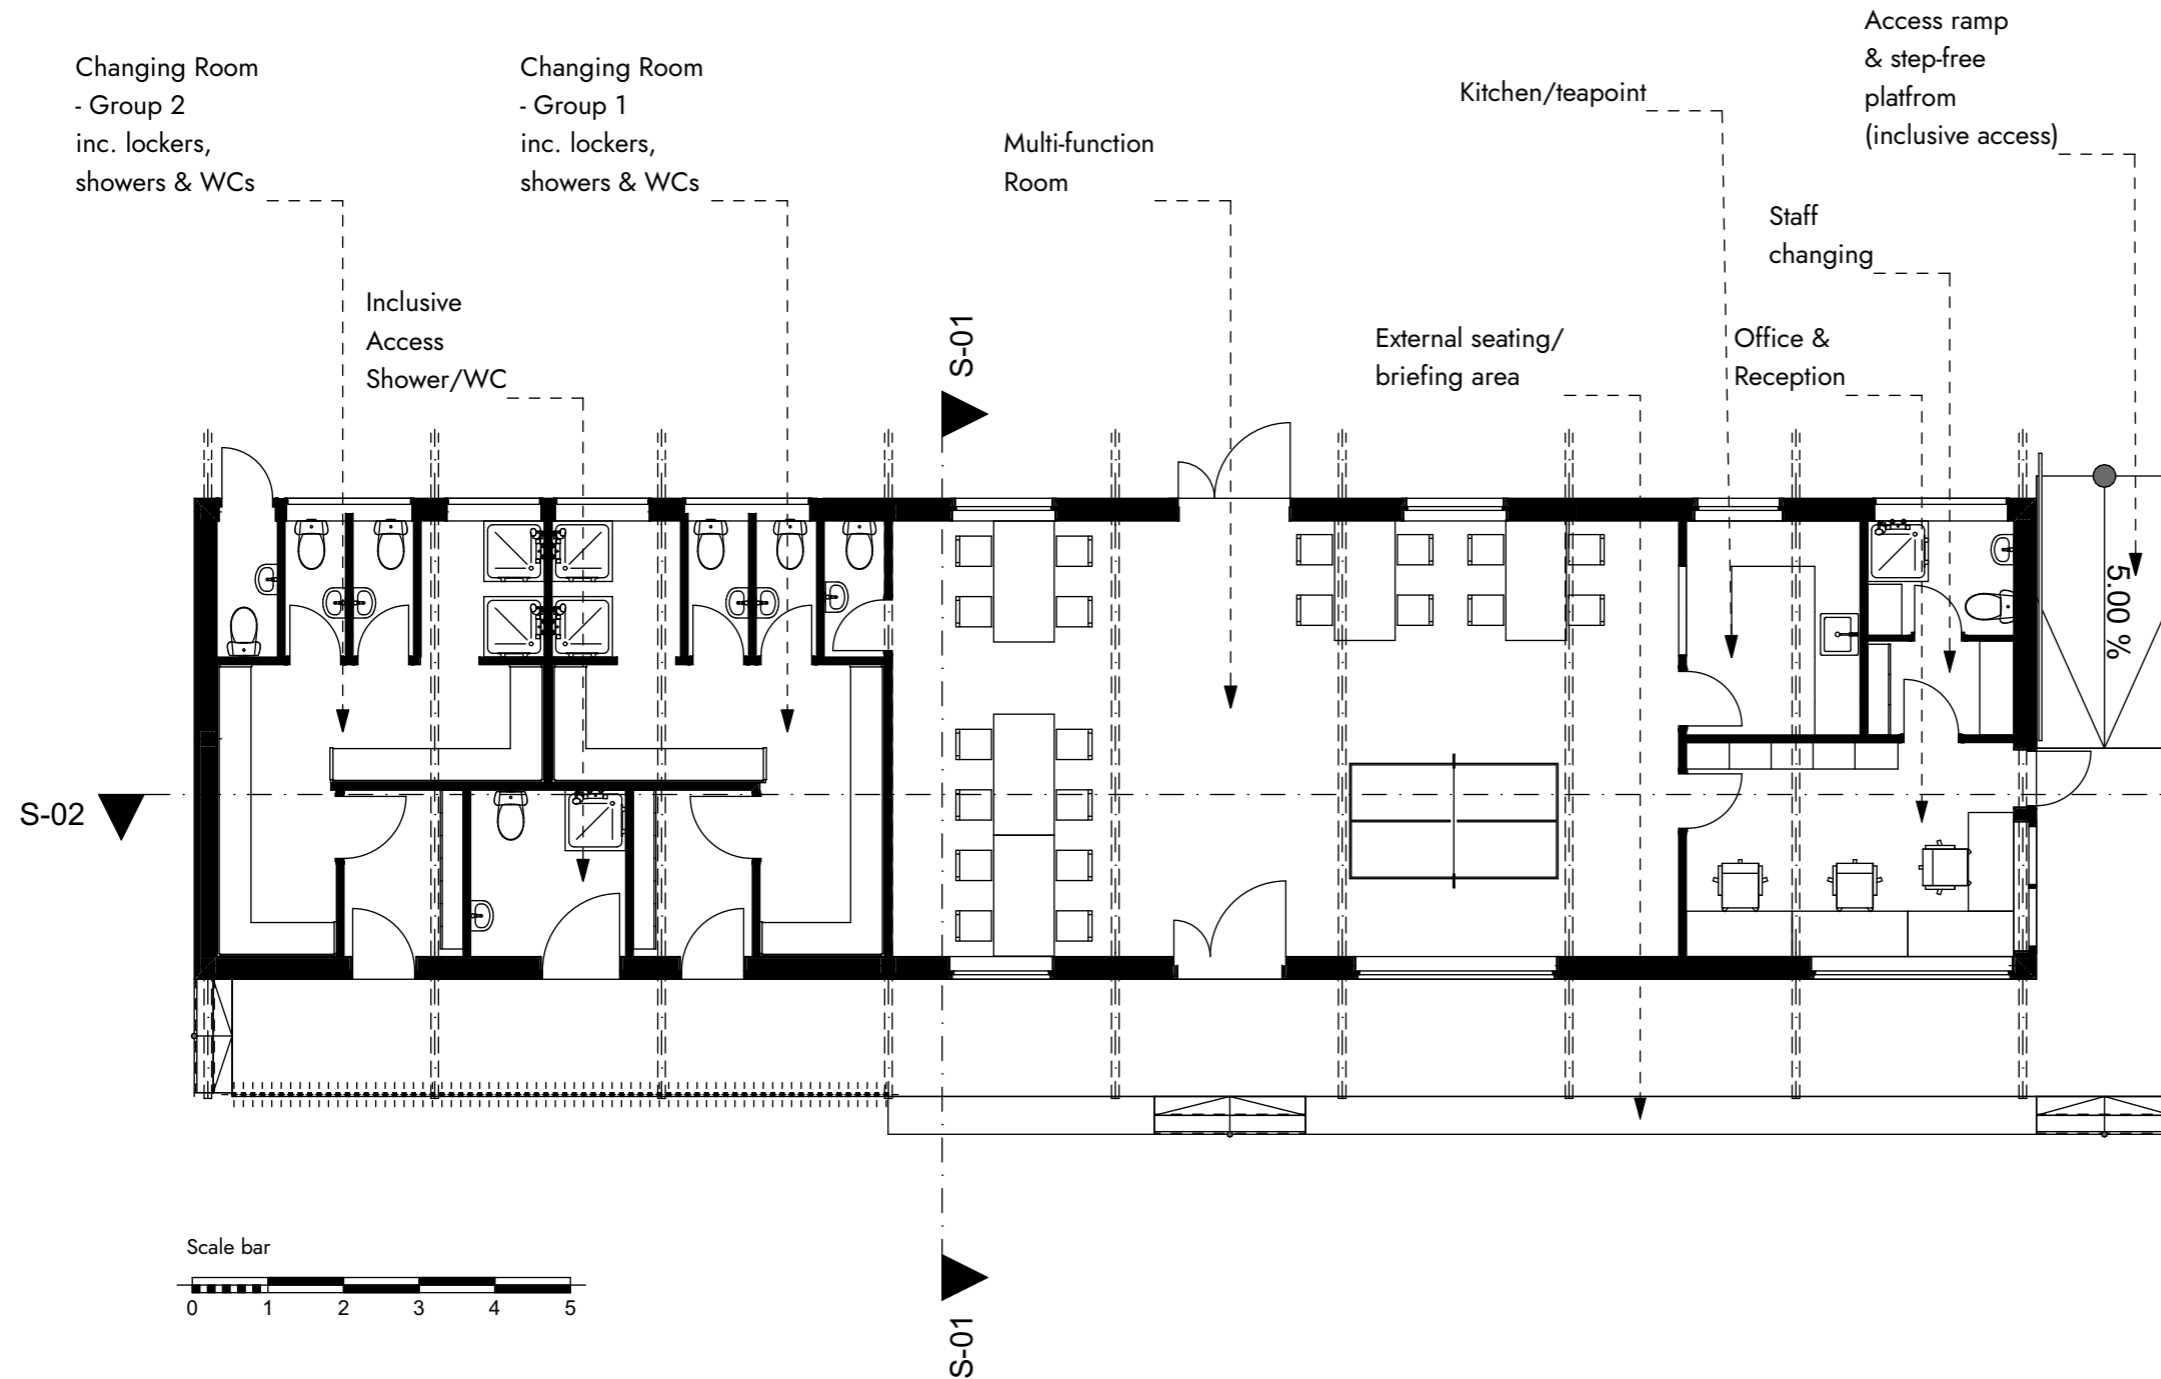 Access ramp
& step-free
platfrom
(inclusive access)
Changing Room
- Group 2
inc. lockers,
showers & WCs
Changing Room
- Group 1
inc. lockers,
showers & WCs
Multi-function
Room
Kitchen/teapoint
Staff
changing
Inclusive
Access
Shower/WC
External seating/
briefing area
Office &
Reception
S-01
5.00 %
S-02
Scale bar
0 1 2 3 4 5
S-01